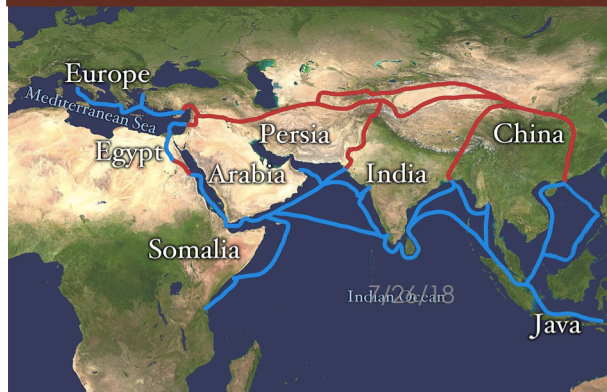 Europe
Mediterranean Sea
Egypt
Persia
China
Arabia
India
Somalia
Indian Ocean
7/26/18
Java